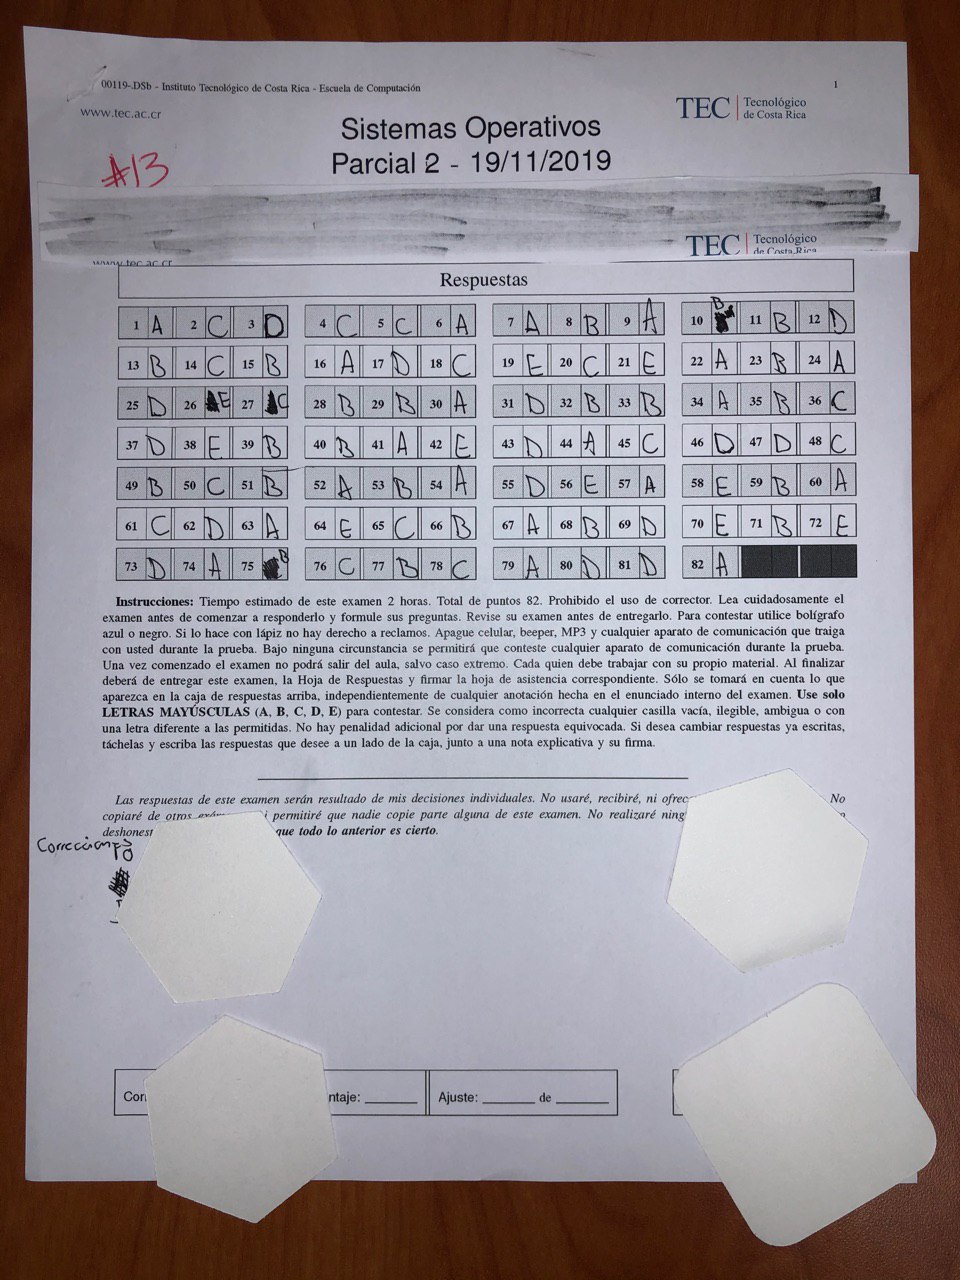 00119-.DSb - Instituto Tecnológico de Costa Rica - Escuela de Computación
1
www.tec.ac.cr
TEC | Tecnológico
de Costa Rica
Sistemas Operativos
Parcial 2 - 19/11/2019
#13
TEC | Tecnológico
de Costa Rica
www.tec.ac.cr
Respuestas
1 A 2 C 3 D 4 C 5 C 6 A 7 A 8 B 9 A 10 B 11 B 12 D
13 B 14 C 15 B 16 A 17 D 18 C 19 E 20 C 21 E 22 A 23 B 24 A
25 D 26 E 27 C 28 B 29 B 30 A 31 D 32 B 33 B 34 A 35 B 36 C
37 D 38 E 39 B 40 B 41 A 42 E 43 D 44 A 45 C 46 D 47 D 48 C
49 B 50 C 51 B 52 A 53 B 54 A 55 D 56 E 57 A 58 E 59 B 60 A
61 C 62 D 63 A 64 E 65 C 66 B 67 A 68 B 69 D 70 E 71 B 72 E
73 D 74 A 75 B 76 C 77 B 78 C 79 A 80 D 81 D 82 A
Instrucciones: Tiempo estimado de este examen 2 horas. Total de puntos 82. Prohibido el uso de corrector. Lea cuidadosamente el
examen antes de comenzar a responderlo y formule sus preguntas. Revise su examen antes de entregarlo. Para contestar utilice bolígrafo
azul o negro. Si lo hace con lápiz no hay derecho a reclamos. Apague celular, beeper, MP3 y cualquier aparato de comunicación que traiga
con usted durante la prueba. Bajo ninguna circunstancia se permitirá que conteste cualquier aparato de comunicación durante la prueba.
Una vez comenzado el examen no podrá salir del aula, salvo caso extremo. Cada quien debe trabajar con su propio material. Al finalizar
deberá de entregar este examen, la Hoja de Respuestas y firmar la hoja de asistencia correspondiente. Sólo se tomará en cuenta lo que
aparezca en la caja de respuestas arriba, independientemente de cualquier anotación hecha en el enunciado interno del examen. Use solo
LETRAS MAYÚSCULAS (A, B, C, D, E) para contestar. Se considera como incorrecta cualquier casilla vacía, ilegible, ambigua o con
una letra diferente a las permitidas. No hay penalidad adicional por dar una respuesta equivocada. Si desea cambiar respuestas ya escritas,
táchelas y escriba las respuestas que desee a un lado de la caja, junto a una nota explicativa y su firma.
Las respuestas de este examen serán resultado de mis decisiones individuales. No usaré, recibiré, ni No
copiaré de otros permitiré que nadie copie parte alguna de este examen. No realizaré
que todo lo anterior es cierto.
Correcciones
10
Ajuste: ______ de ______